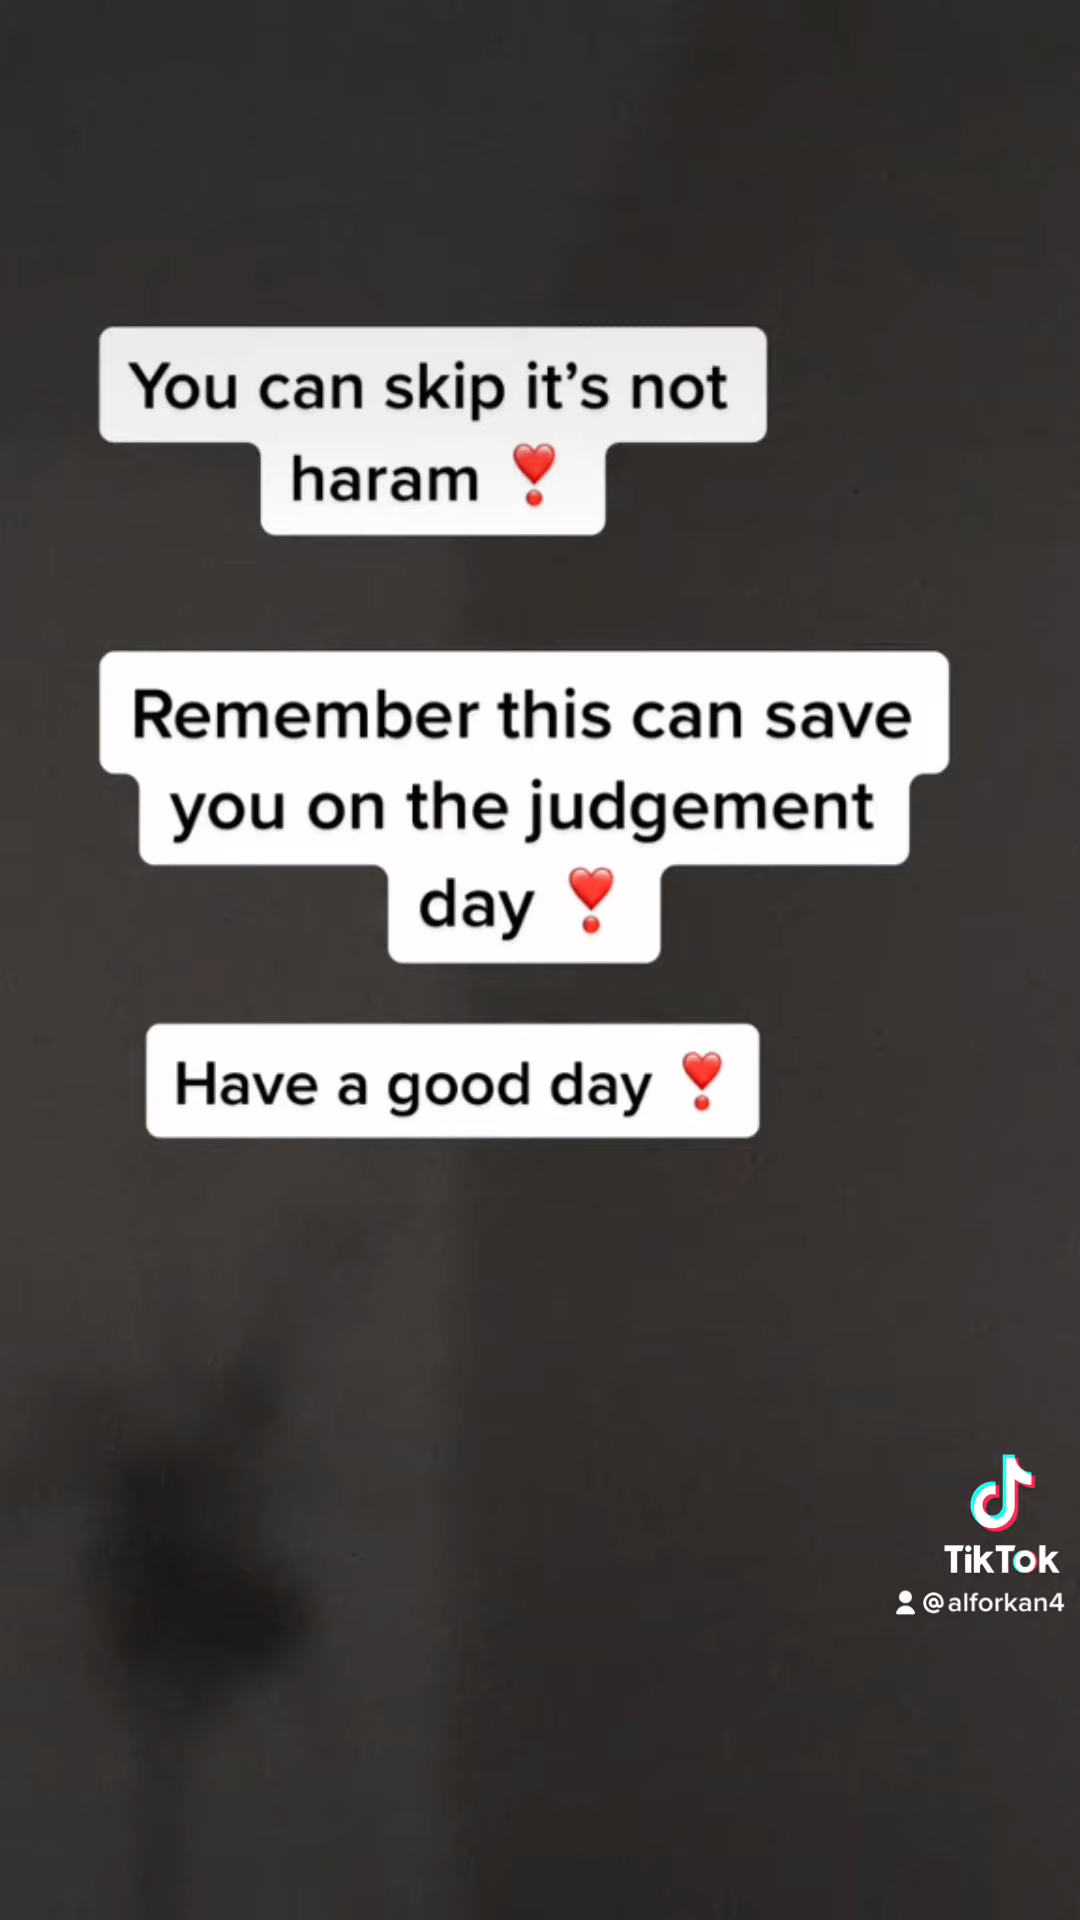 You can skip it’s not
haram ❣️
Remember this can save
you on the judgement
day ❣️
Have a good day ❣️
TikTok
@alforkan4